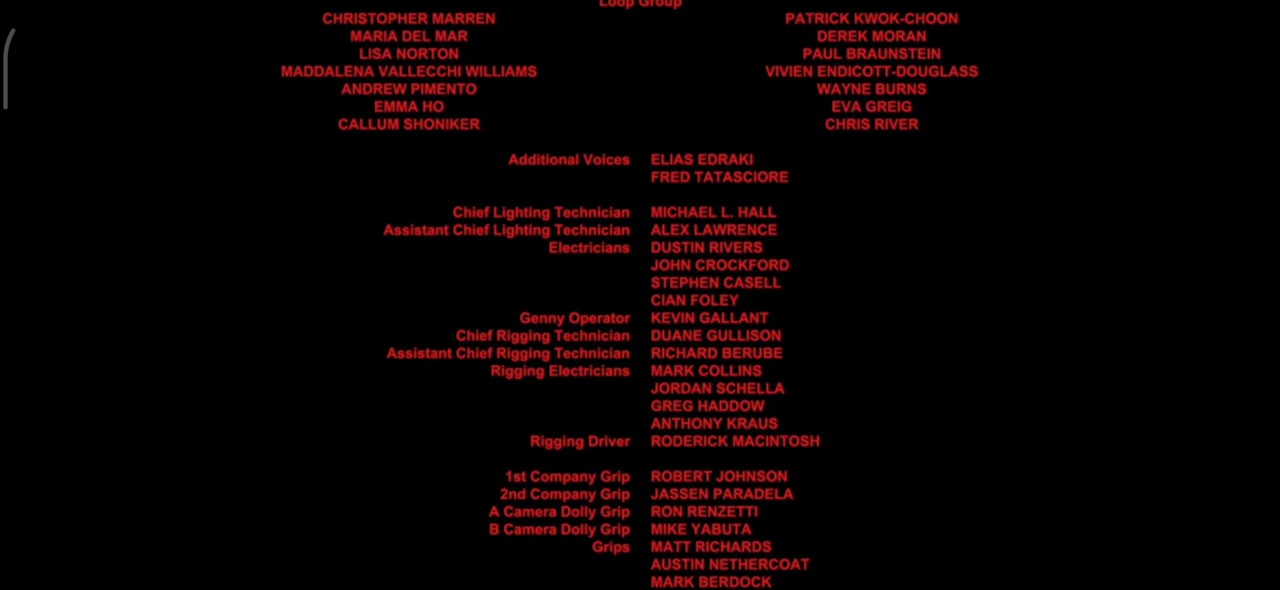 Loop Group
CHRISTOPHER MARREN PATRICK KWOK-CHOON
MARIA DEL MAR DEREK MORAN
LISA NORTON PAUL BRAUNSTEIN
MADDALENA VALLECCHI WILLIAMS VIVIEN ENDICOTT-DOUGLASS
ANDREW PIMENTO WAYNE BURNS
EMMA HO EVA GREIG
CALLUM SHONIKER CHRIS RIVER
Additional Voices ELIAS EDRAKI
FRED TATASCIORE
Chief Lighting Technician MICHAEL L. HALL
Assistant Chief Lighting Technician ALEX LAWRENCE
Electricians DUSTIN RIVERS
JOHN CROCKFORD
STEPHEN CASELL
CIAN FOLEY
Genny Operator KEVIN GALLANT
Chief Rigging Technician DUANE GULLISON
Assistant Chief Rigging Technician RICHARD BERUBE
Rigging Electricians MARK COLLINS
JORDAN SCHELLA
GREG HADDOW
ANTHONY KRAUS
Rigging Driver RODERICK MACINTOSH
1st Company Grip ROBERT JOHNSON
2nd Company Grip JASSEN PARADELA
A Camera Dolly Grip RON RENZETTI
B Camera Dolly Grip MIKE YABUTA
Grips MATT RICHARDS
AUSTIN NETHERCOAT
MARK BERDOCK